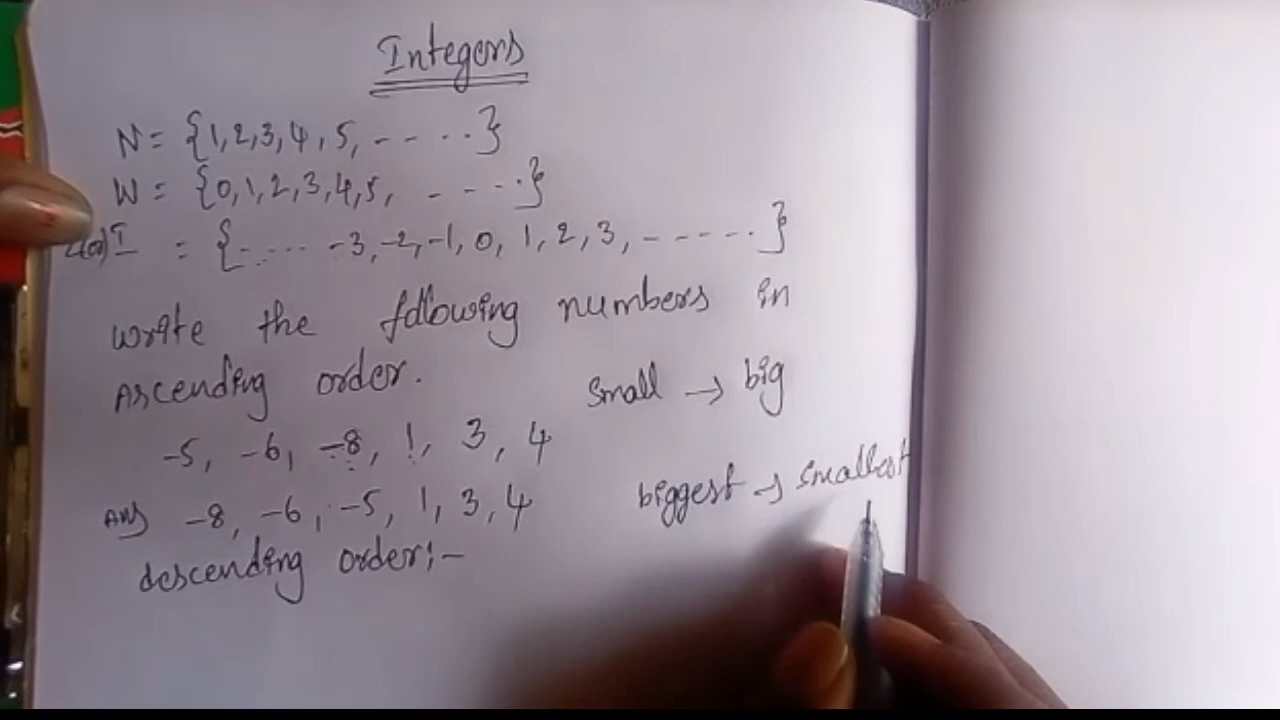 Integers
N = {1, 2, 3, 4, 5, - - - - - -}
W = {0, 1, 2, 3, 4, 5, - - - - -}
Z(or) I = {- - - - - -3, -2, -1, 0, 1, 2, 3, - - - - - - -}
Write the following numbers in
Ascending order.
small → big
-5, -6, -8, 1, 3, 4
biggest → smallest
Ans -8, -6, -5, 1, 3, 4
descending order:-